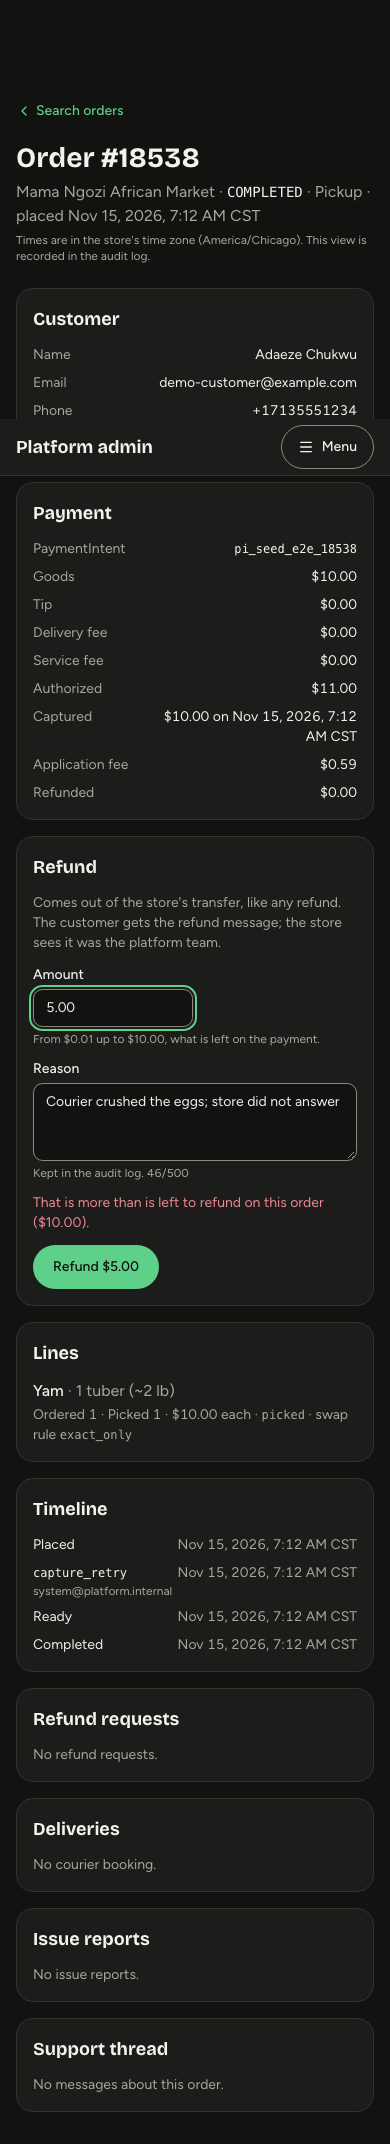 Search orders
Order #18538
Mama Ngozi African Market · COMPLETED · Pickup ·
placed Nov 15, 2026, 7:12 AM CST
Times are in the store's time zone (America/Chicago). This view is
recorded in the audit log.
Customer
Name Adaeze Chukwu
Email demo-customer@example.com
Phone +17135551234
Platform admin Menu
Payment
PaymentIntent pi_seed_e2e_18538
Goods $10.00
Tip $0.00
Delivery fee $0.00
Service fee $0.00
Authorized $11.00
Captured $10.00 on Nov 15, 2026, 7:12
AM CST
Application fee $0.59
Refunded $0.00
Refund
Comes out of the store's transfer, like any refund.
The customer gets the refund message; the store
sees it was the platform team.
Amount
5.00
From $0.01 up to $10.00, what is left on the payment.
Reason
Courier crushed the eggs; store did not answer
Kept in the audit log. 46/500
That is more than is left to refund on this order
($10.00).
Refund $5.00
Lines
Yam · 1 tuber (~2 lb)
Ordered 1 · Picked 1 · $10.00 each · picked · swap
rule exact_only
Timeline
Placed Nov 15, 2026, 7:12 AM CST
capture_retry Nov 15, 2026, 7:12 AM CST
system@platform.internal
Ready Nov 15, 2026, 7:12 AM CST
Completed Nov 15, 2026, 7:12 AM CST
Refund requests
No refund requests.
Deliveries
No courier booking.
Issue reports
No issue reports.
Support thread
No messages about this order.